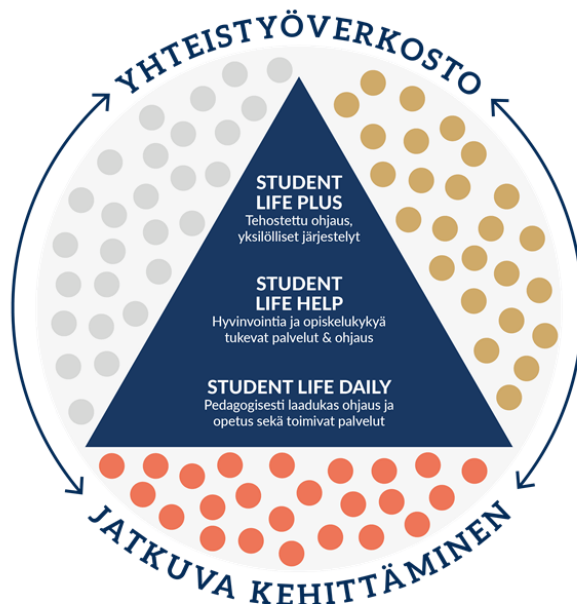 YHTEISTYÖVERKOSTO
STUDENT
LIFE PLUS
Tehostettu ohjaus,
yksilölliset järjestelyt
STUDENT
LIFE HELP
Hyvinvointia ja opiskelukykyä
tukevat palvelut & ohjaus
STUDENT LIFE DAILY
Pedagogisesti laadukas ohjaus ja
opetus sekä toimivat palvelut
JATKUVA KEHITTÄMINEN